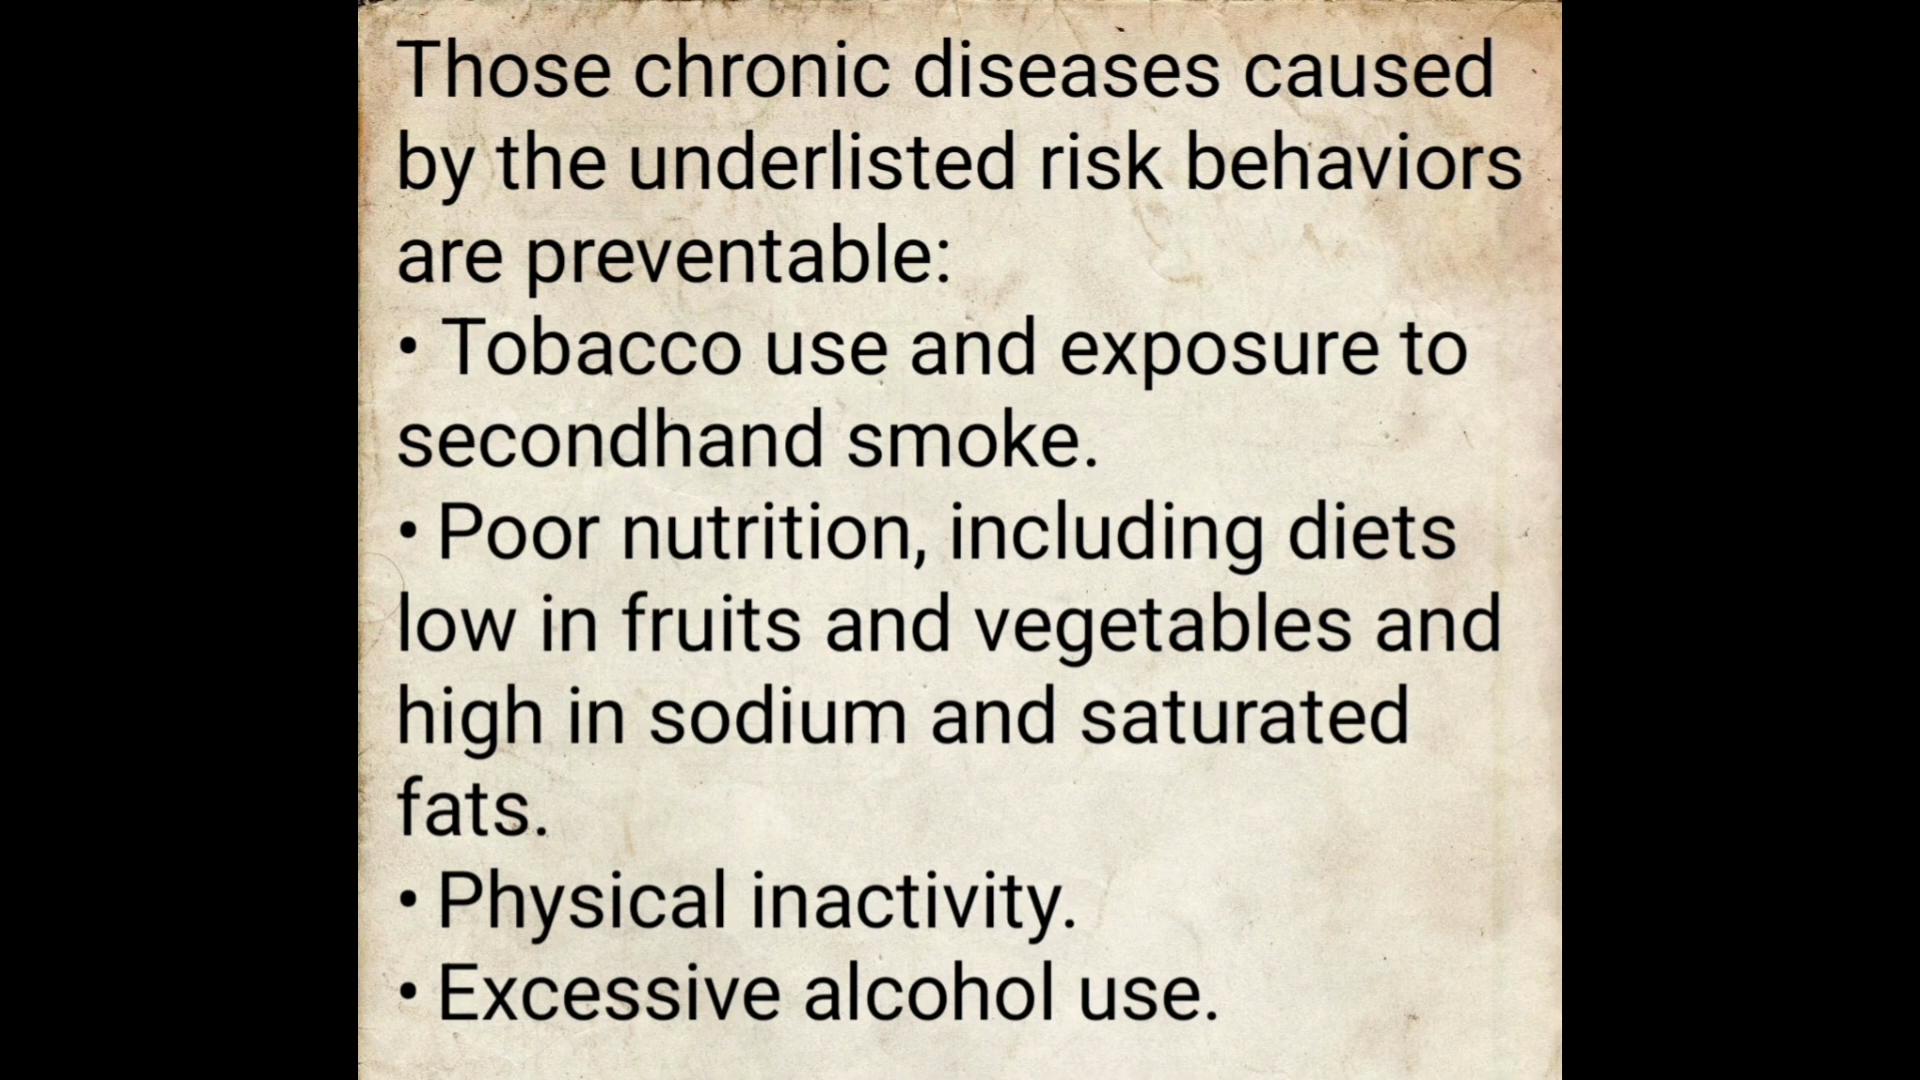 Those chronic diseases caused
by the underlisted risk behaviors
are preventable:
• Tobacco use and exposure to
secondhand smoke.
• Poor nutrition, including diets
low in fruits and vegetables and
high in sodium and saturated
fats.
• Physical inactivity.
• Excessive alcohol use.